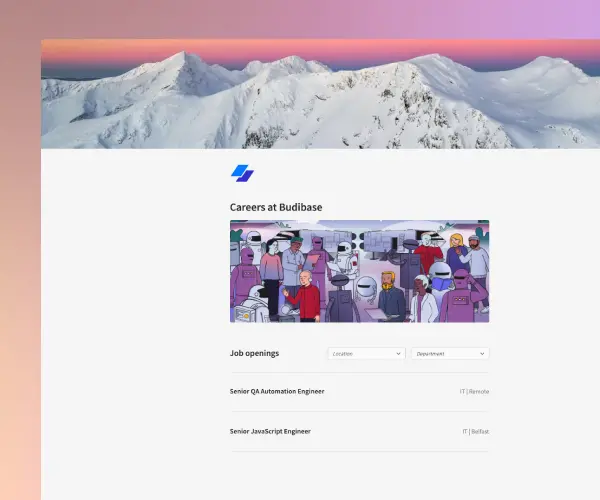 Careers at Budibase
Job openings
Location
Department
Senior QA Automation Engineer
IT | Remote
Senior JavaScript Engineer
IT | Belfast